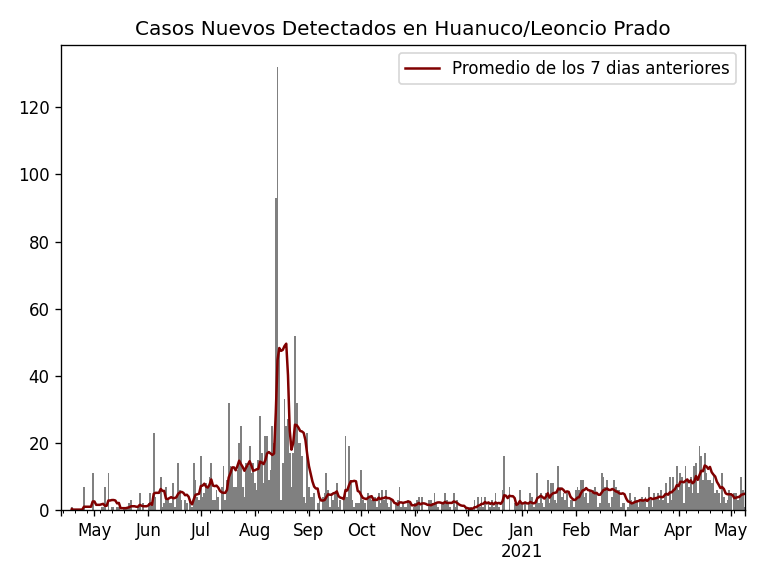 Casos Nuevos Detectados en Huanuco/Leoncio Prado
Promedio de los 7 dias anteriores
120
100
80
60
40
20
0
May Jun Jul Aug Sep Oct Nov Dec Jan Feb Mar Apr May
2021